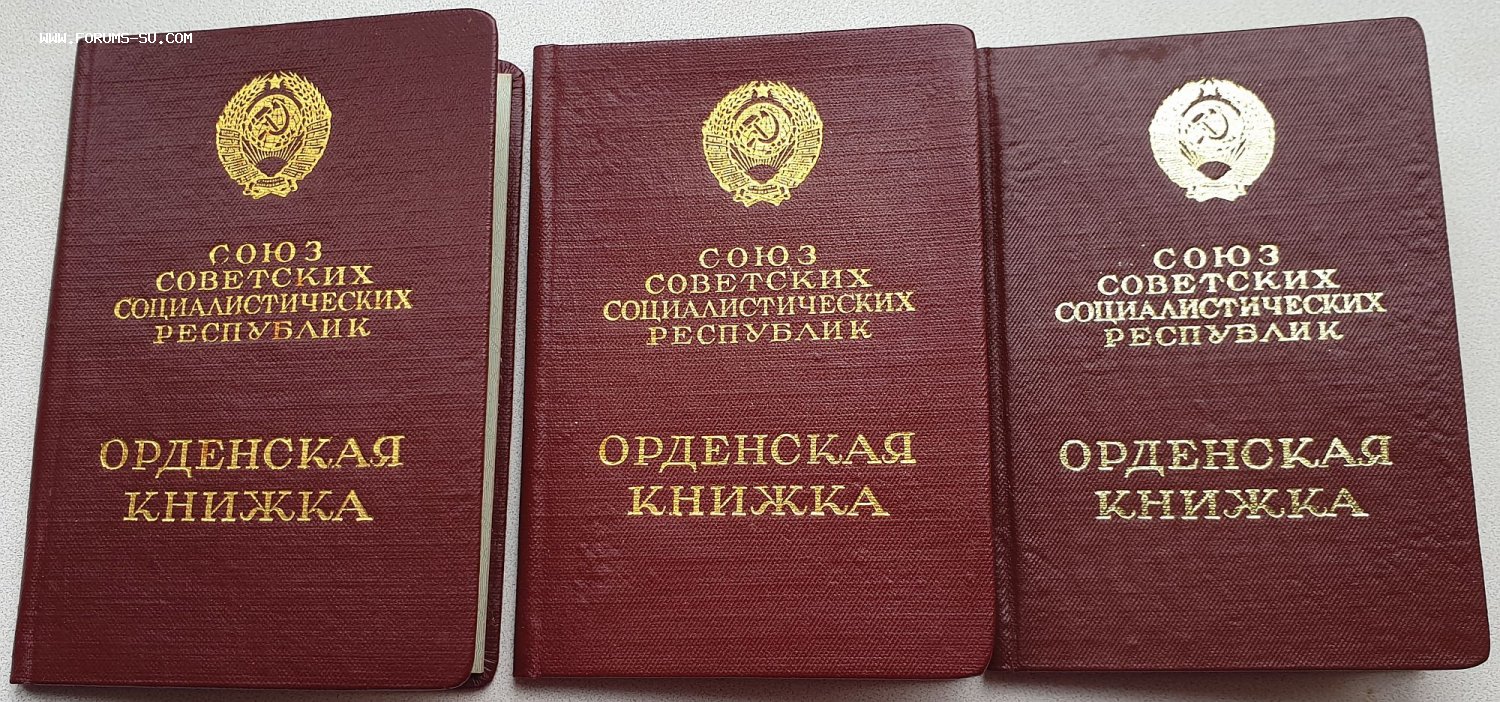 WWW.FORUMS-SU.COM
СОЮЗ
СОВЕТСКИХ
СОЦИАЛИСТИЧЕСКИХ
РЕСПУБЛИК
ОРДЕНСКАЯ
КНИЖКА
СОЮЗ
СОВЕТСКИХ
СОЦИАЛИСТИЧЕСКИХ
РЕСПУБЛИК
ОРДЕНСКАЯ
КНИЖКА
СОЮЗ
СОВЕТСКИХ
СОЦИАЛИСТИЧЕСКИХ
РЕСПУБЛИК
ОРДЕНСКАЯ
КНИЖКА